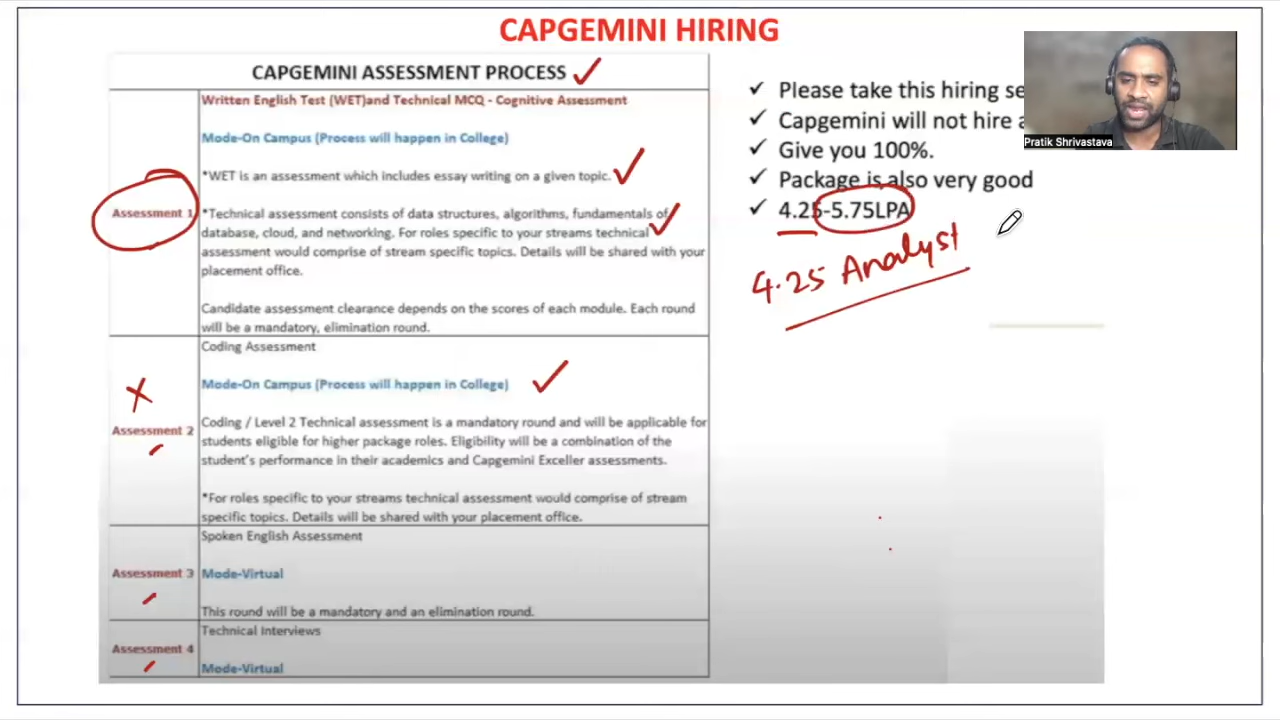 CAPGEMINI HIRING
CAPGEMINI ASSESSMENT PROCESS
Written English Test (WET)and Technical MCQ - Cognitive Assessment
Mode-On Campus (Process will happen in College)
*WET is an assessment which includes essay writing on a given topic.
Assessment 1
*Technical assessment consists of data structures, algorithms, fundamentals of
database, cloud, and networking. For roles specific to your streams technical
assessment would comprise of stream specific topics. Details will be shared with your
placement office.
Candidate assessment clearance depends on the scores of each module. Each round
will be a mandatory, elimination round.
Coding Assessment
Mode-On Campus (Process will happen in College)
Assessment 2
Coding / Level 2 Technical assessment is a mandatory round and will be applicable for
students eligible for higher package roles. Eligibility will be a combination of the
student's performance in their academics and Capgemini Exceller assessments.
*For roles specific to your streams technical assessment would comprise of stream
specific topics. Details will be shared with your placement office.
Spoken English Assessment
Assessment 3
Mode-Virtual
This round will be a mandatory and an elimination round.
Technical Interviews
Assessment 4
Mode-Virtual
✓ Please take this hiring se
✓ Capgemini will not hire a
✓ Give you 100%.
✓ Package is also very good
✓ 4.25-5.75LPA
4.25 Analyst
Pratik Shrivastava